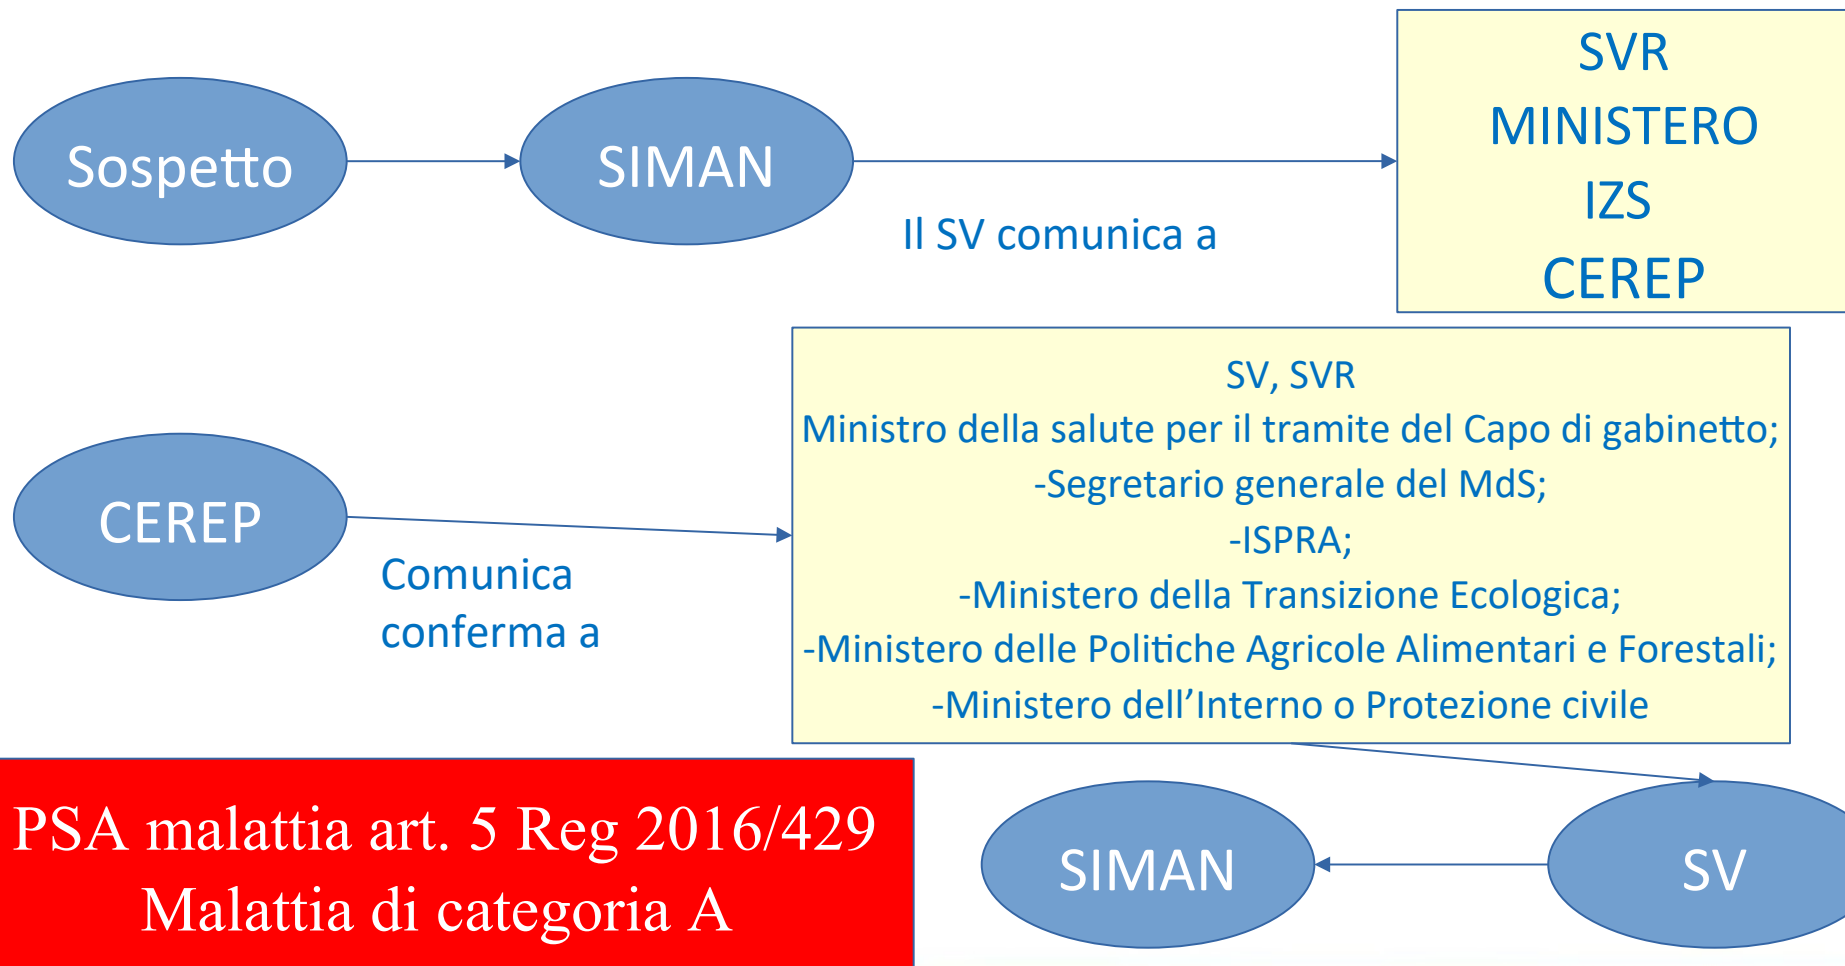 Sospetto
SIMAN
Il SV comunica a
SVR
MINISTERO
IZS
CEREP
CEREP
Comunica
conferma a
SV, SVR
Ministro della salute per il tramite del Capo di gabinetto;
-Segretario generale del MdS;
-ISPRA;
-Ministero della Transizione Ecologica;
-Ministero delle Politiche Agricole Alimentari e Forestali;
-Ministero dell’Interno o Protezione civile
PSA malattia art. 5 Reg 2016/429
Malattia di categoria A
SIMAN
SV